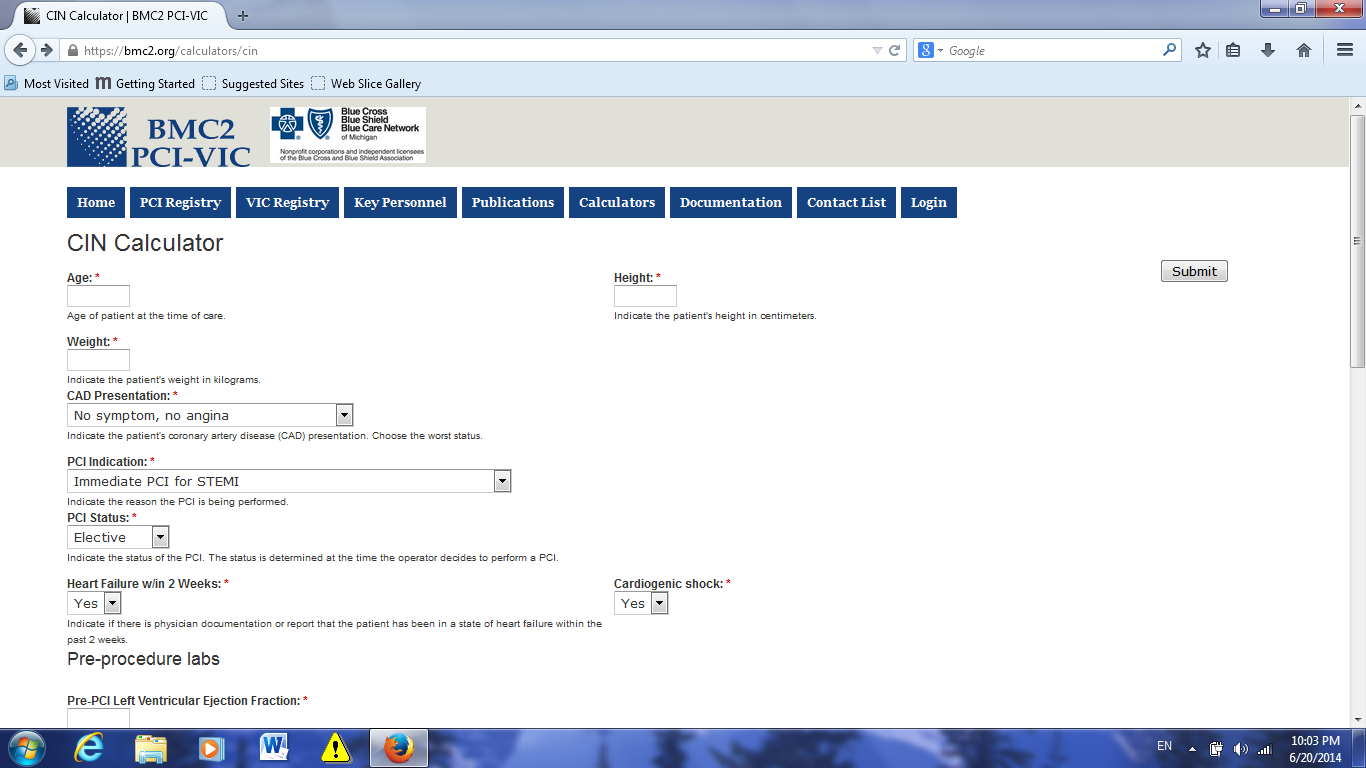 CIN Calculator | BMC2 PCI-VIC
https://bmc2.org/calculators/cin
Google
Most Visited Getting Started Suggested Sites Web Slice Gallery
BMC2
PCI-VIC
Blue Cross
Blue Shield
Blue Care Network
of Michigan
Nonprofit corporations and independent licensees
of the Blue Cross and Blue Shield Association
Home PCI Registry VIC Registry Key Personnel Publications Calculators Documentation Contact List Login
CIN Calculator
Submit
Age: * Height: *
Age of patient at the time of care. Indicate the patient's height in centimeters.
Weight: *
Indicate the patient's weight in kilograms.
CAD Presentation: *
No symptom, no angina
Indicate the patient's coronary artery disease (CAD) presentation. Choose the worst status.
PCI Indication: *
Immediate PCI for STEMI
Indicate the reason the PCI is being performed.
PCI Status: *
Elective
Indicate the status of the PCI. The status is determined at the time the operator decides to perform a PCI.
Heart Failure w/in 2 Weeks: * Cardiogenic shock: *
Yes Yes
Indicate if there is physician documentation or report that the patient has been in a state of heart failure within the
past 2 weeks.
Pre-procedure labs
Pre-PCI Left Ventricular Ejection Fraction: *
EN
10:03 PM
6/20/2014